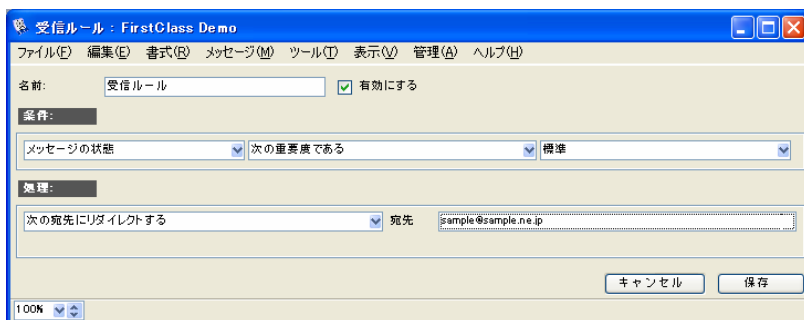 受信ルール : FirstClass Demo
ファイル(F) 編集(E) 書式(R) メッセージ(M) ツール(T) 表示(V) 管理(A) ヘルプ(H)
名前: 受信ルール 有効にする
条件:
メッセージの状態 次の重要度である 標準
処理:
次の宛先にリダイレクトする 宛先 sample@sample.ne.jp
キャンセル 保存
100%